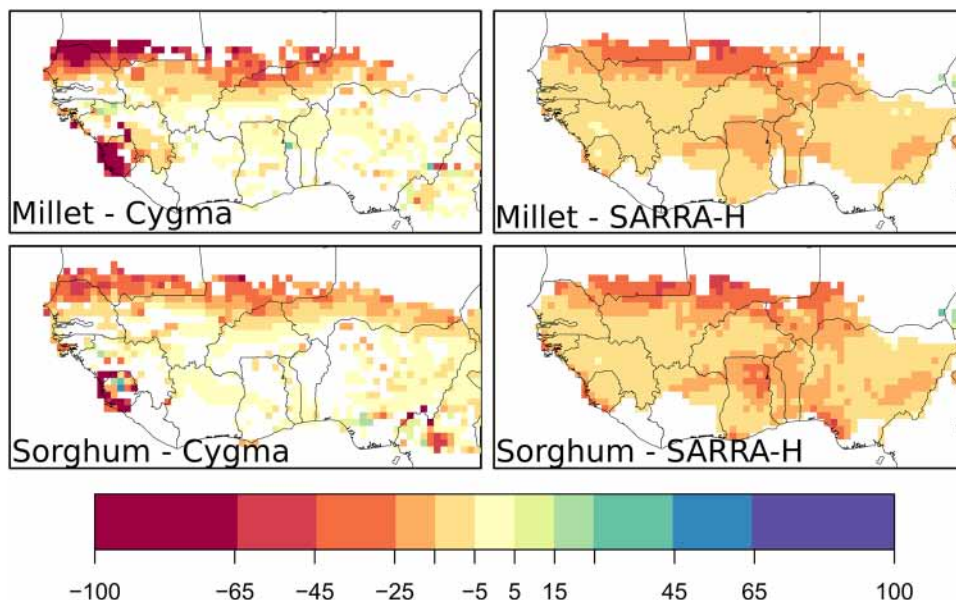 Millet - Cygma
Millet - SARRA-H
Sorghum - Cygma
Sorghum - SARRA-H
−100 −65 −45 −25 −5 5 15 45 65 100